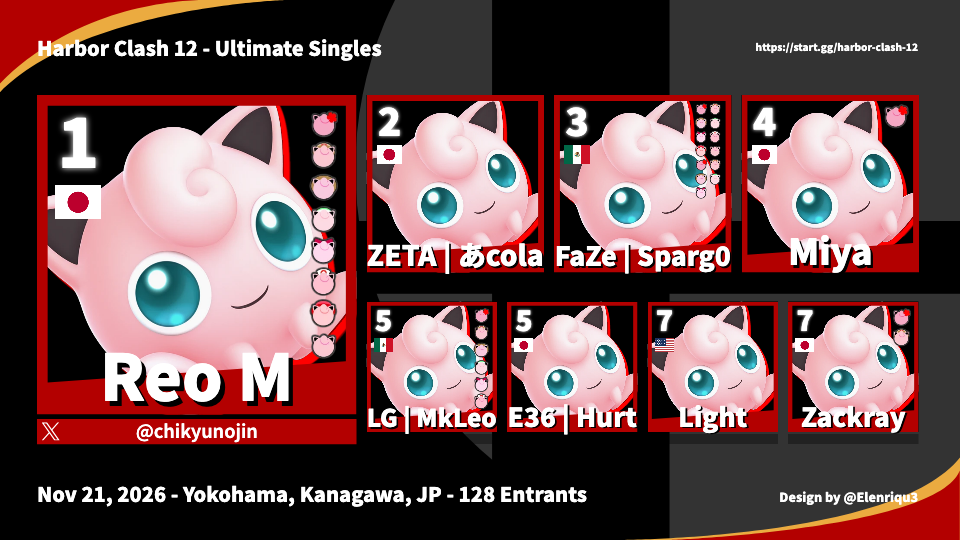 Harbor Clash 12 - Ultimate Singles
https://start.gg/harbor-clash-12
1
Reo M
@chikyunojin
2
ZETA | あcola
3
FaZe | Sparg0
4
Miya
5
LG | MkLeo
5
E36 | Hurt
7
Light
7
Zackray
Nov 21, 2026 - Yokohama, Kanagawa, JP - 128 Entrants
Design by @Elenriqu3